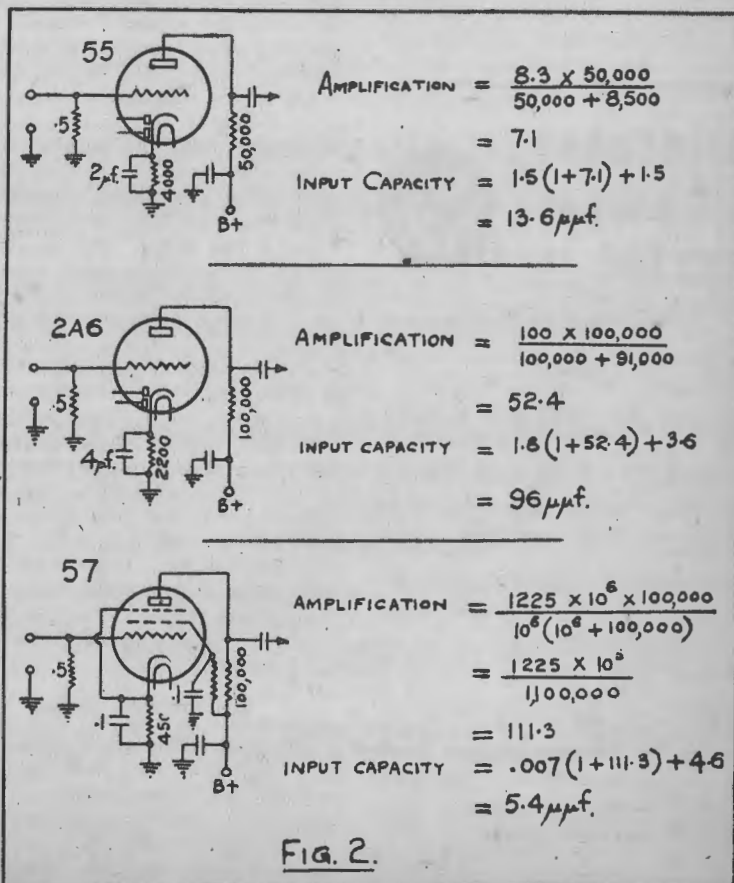 55
AMPLIFICATION = 8.3 x 50,000
50,000 + 8,500
= 7.1
INPUT CAPACITY = 1.5(1+7.1) + 1.5
= 13.6 μμf.
.5
2μf.
4000
50,000
B+
2A6
AMPLIFICATION = 100 x 100,000
100,000 + 91,000
= 52.4
INPUT CAPACITY = 1.8(1+52.4) + 3.6
= 96 μμf.
.5
4μf.
2200
100,000
B+
57
AMPLIFICATION = 1225 x 10⁶ x 100,000
10⁶(10⁶ + 100,000)
= 1225 x 10⁵
1,100,000
= 111.3
INPUT CAPACITY = .007(1+111.3) + 4.6
= 5.4 μμf.
.5
.1
.1
100,000
B+
FIG. 2.